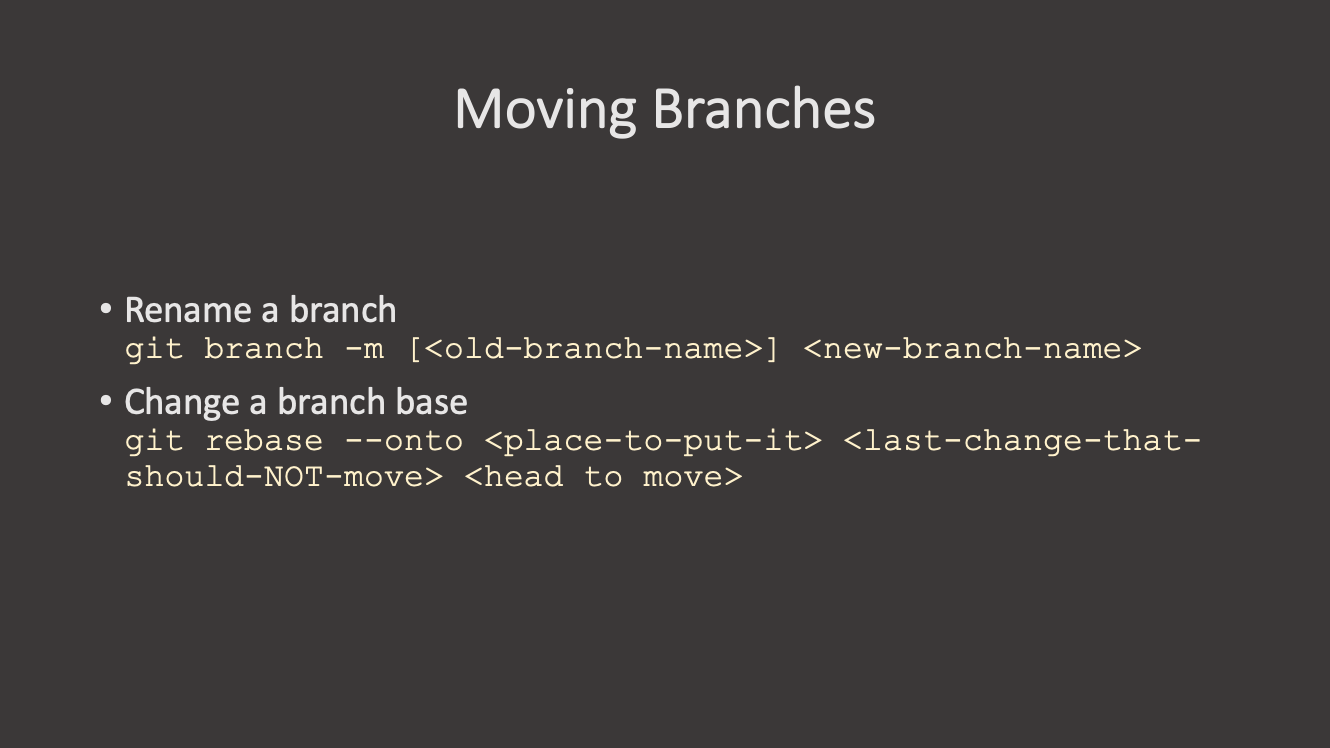 Moving Branches
• Rename a branch
git branch -m [<old-branch-name>] <new-branch-name>
• Change a branch base
git rebase --onto <place-to-put-it> <last-change-that-
should-NOT-move> <head to move>